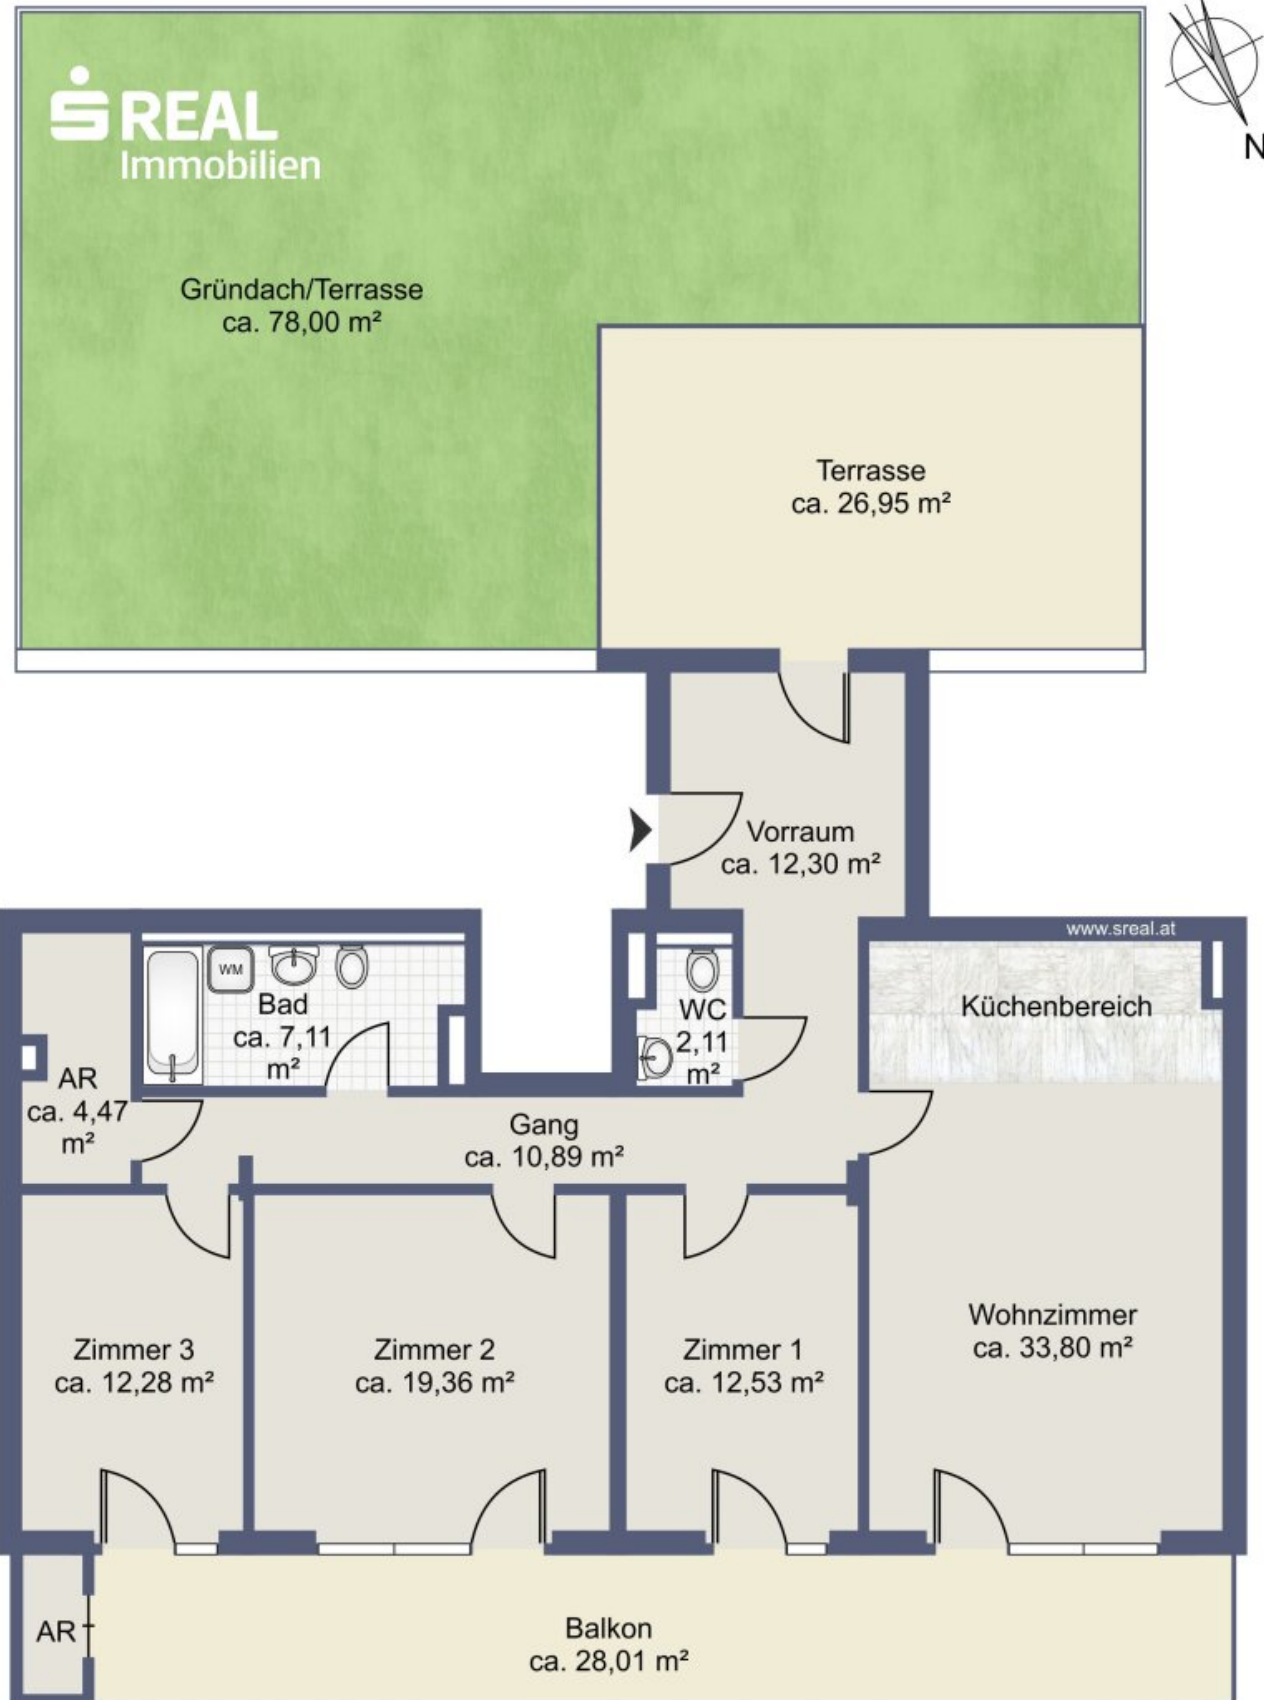 S REAL
Immobilien
N
Gründach/Terrasse
ca. 78,00 m²
Terrasse
ca. 26,95 m²
Vorraum
ca. 12,30 m²
www.sreal.at
Küchenbereich
WM
Bad
ca. 7,11
m²
WC
2,11
m²
AR
ca. 4,47
m²
Gang
ca. 10,89 m²
Zimmer 3
ca. 12,28 m²
Zimmer 2
ca. 19,36 m²
Zimmer 1
ca. 12,53 m²
Wohnzimmer
ca. 33,80 m²
AR
Balkon
ca. 28,01 m²